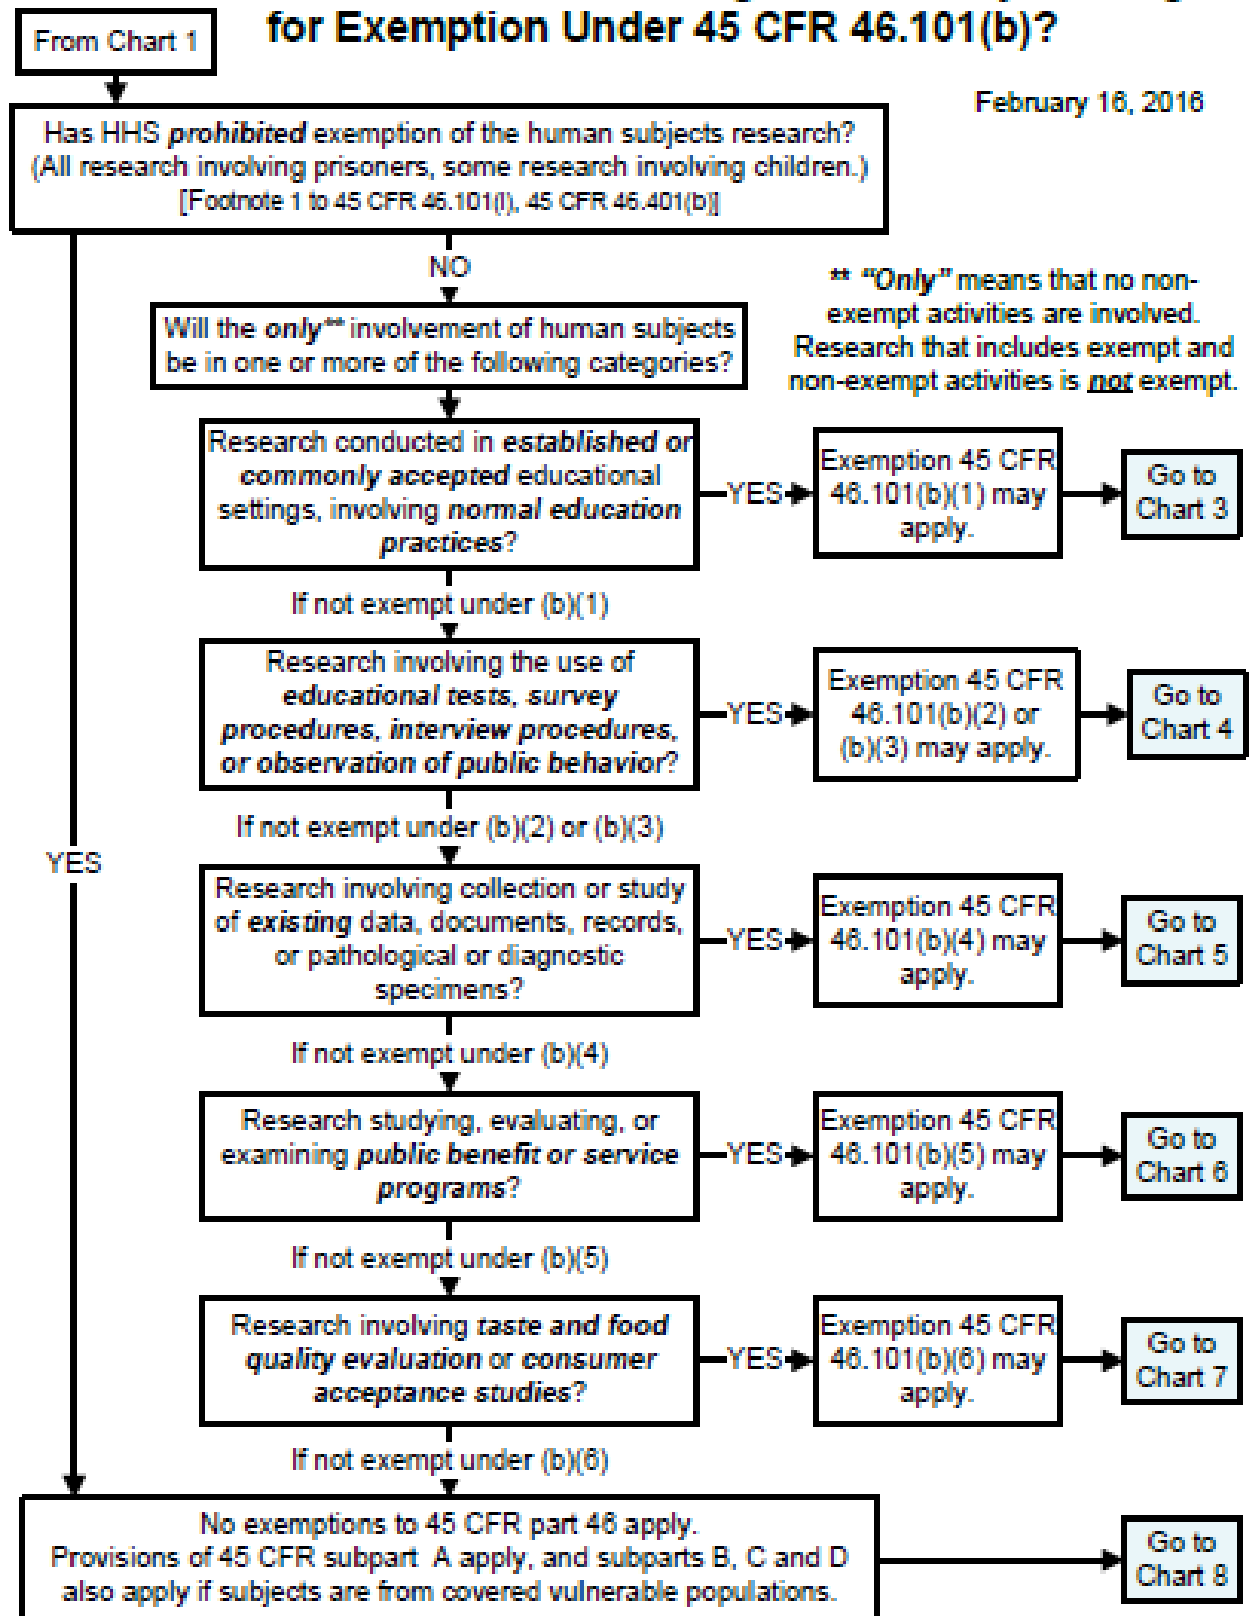 for Exemption Under 45 CFR 46.101(b)?
From Chart 1
February 16, 2016
Has HHS prohibited exemption of the human subjects research?
(All research involving prisoners, some research involving children.)
[Footnote 1 to 45 CFR 46.101(I), 45 CFR 46.401(b)]
NO
** "Only" means that no non-
exempt activities are involved.
Research that includes exempt and
non-exempt activities is not exempt.
Will the only** involvement of human subjects
be in one or more of the following categories?
Research conducted in established or
commonly accepted educational
settings, involving normal education
practices?
YES
Exemption 45 CFR
46.101(b)(1) may
apply.
Go to
Chart 3
If not exempt under (b)(1)
Research involving the use of
educational tests, survey
procedures, interview procedures,
or observation of public behavior?
YES
Exemption 45 CFR
46.101(b)(2) or
(b)(3) may apply.
Go to
Chart 4
If not exempt under (b)(2) or (b)(3)
YES
Research involving collection or study
of existing data, documents, records,
or pathological or diagnostic
specimens?
YES
Exemption 45 CFR
46.101(b)(4) may
apply.
Go to
Chart 5
If not exempt under (b)(4)
Research studying, evaluating, or
examining public benefit or service
programs?
YES
Exemption 45 CFR
46.101(b)(5) may
apply.
Go to
Chart 6
If not exempt under (b)(5)
Research involving taste and food
quality evaluation or consumer
acceptance studies?
YES
Exemption 45 CFR
46.101(b)(6) may
apply.
Go to
Chart 7
If not exempt under (b)(6)
No exemptions to 45 CFR part 46 apply.
Provisions of 45 CFR subpart A apply, and subparts B, C and D
also apply if subjects are from covered vulnerable populations.
Go to
Chart 8